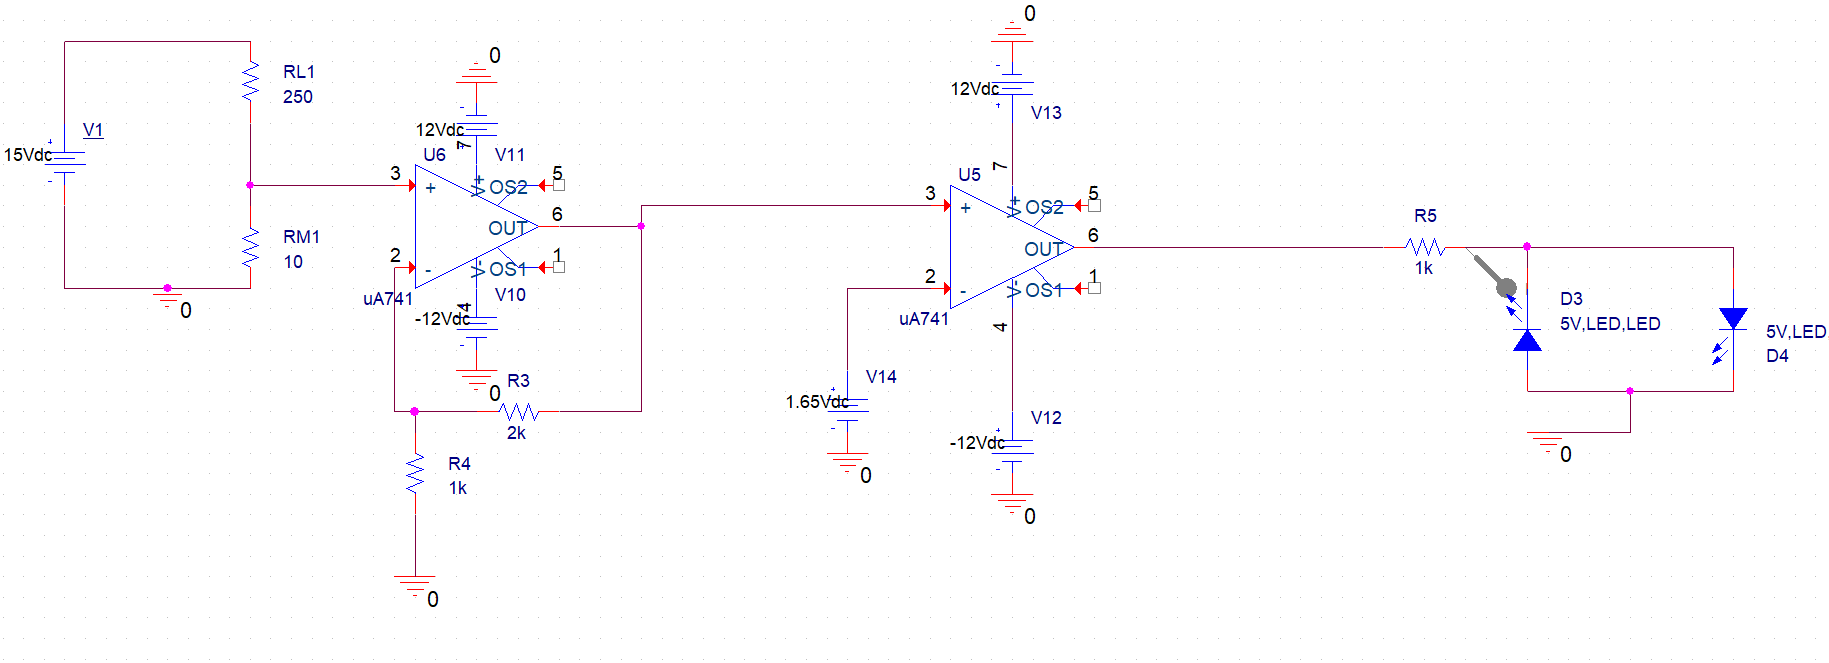 V1
15Vdc
+
-
RL1
250
RM1
10
0
0
-
12Vdc
+
V11
7
U6
3
+
2
-
uA741
V+
OS2
5
OUT
6
V-
OS1
1
V10
4
-12Vdc
-
0
R3
2k
R4
1k
0
0
-
12Vdc
+
V13
7
U5
3
+
2
-
uA741
V+
OS2
5
OUT
6
V-
OS1
1
4
V14
+
1.65Vdc
-
0
V12
+
-12Vdc
-
0
R5
1k
D3
5V,LED,LED
5V,LED,
D4
0